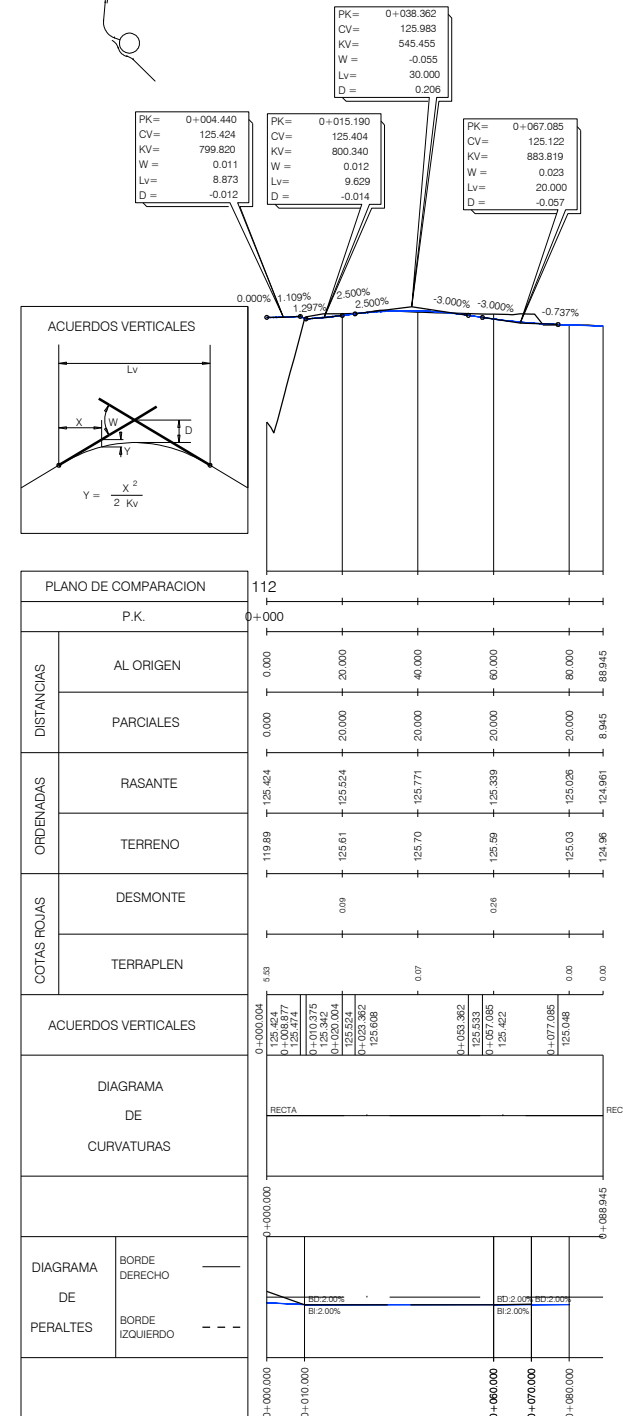 PK= 0+038.362
CV= 125.983
KV= 545.455
W = -0.055
Lv= 30.000
D = 0.206
PK= 0+004.440
CV= 125.424
KV= 799.820
W = 0.011
Lv= 8.873
D = -0.012
PK= 0+015.190
CV= 125.404
KV= 800.340
W = 0.012
Lv= 9.629
D = -0.014
PK= 0+067.085
CV= 125.122
KV= 883.819
W = 0.023
Lv= 20.000
D = -0.057
0.000% 1.109% 1.297% 2.500% 2.500% -3.000% -3.000% -0.737%
ACUERDOS VERTICALES
Lv
X W D
Y
Y = X 2
2 Kv
PLANO DE COMPARACION 112
P.K. 0+000
DISTANCIAS
AL ORIGEN 0.000 20.000 40.000 60.000 80.000 88.945
PARCIALES 0.000 20.000 20.000 20.000 20.000 8.945
ORDENADAS
RASANTE 125.424 125.524 125.771 125.339 125.026 124.961
TERRENO 119.89 125.61 125.70 125.59 125.03 124.96
COTAS ROJAS
DESMONTE 0.09 0.26
TERRAPLEN 5.53 0.07 0.00 0.00
ACUERDOS VERTICALES
0+000.004
125.424
0+008.877
125.474
0+010.375
125.342
0+020.004
125.524
0+023.362
125.608
0+053.362
125.533
0+057.085
125.422
0+077.085
125.048
DIAGRAMA
DE
CURVATURAS
RECTA REC
0+000.000 0+088.945
DIAGRAMA
DE
PERALTES
BORDE
DERECHO
BORDE
IZQUIERDO
BD:2.00% BD:2.00% BD:2.00%
BI:2.00% BI:2.00%
0+000.000 0+010.000 0+060.000 0+070.000 0+080.000 0+088.945